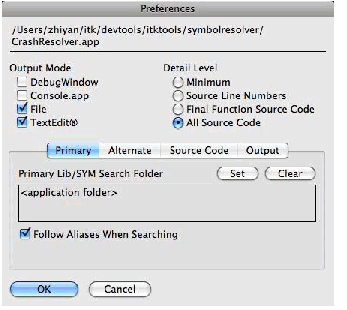 Preferences
/Users/zhiyan/itk/devtools/itktools/symbolresolver/
CrashResolver.app
Output Mode
DebugWindow
Console.app
File
TextEdit®
Detail Level
Minimum
Source Line Numbers
Final Function Source Code
All Source Code
Primary Alternate Source Code Output
Primary Lib/SYM Search Folder Set Clear
<application folder>
Follow Aliases When Searching
OK Cancel